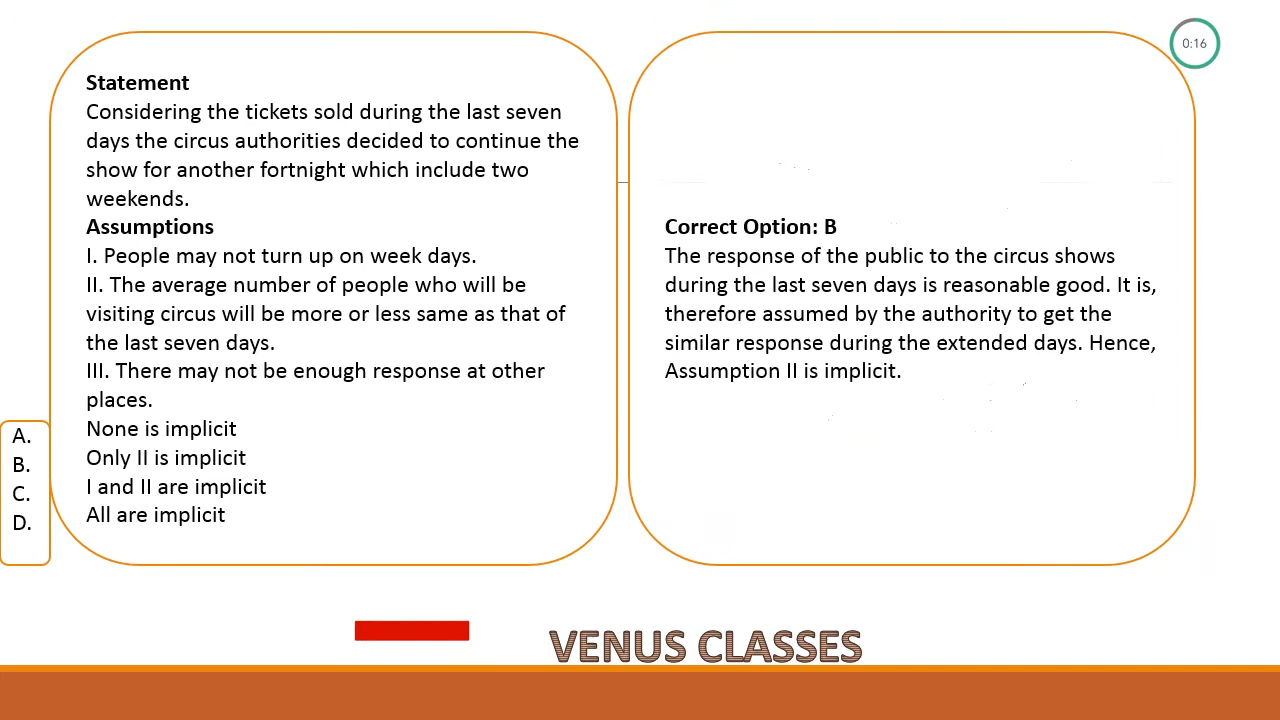 0:16
Statement
Considering the tickets sold during the last seven
days the circus authorities decided to continue the
show for another fortnight which include two
weekends.
Assumptions
I. People may not turn up on week days.
II. The average number of people who will be
visiting circus will be more or less same as that of
the last seven days.
III. There may not be enough response at other
places.
A. None is implicit
B. Only II is implicit
C. I and II are implicit
D. All are implicit
Correct Option: B
The response of the public to the circus shows
during the last seven days is reasonable good. It is,
therefore assumed by the authority to get the
similar response during the extended days. Hence,
Assumption II is implicit.
VENUS CLASSES